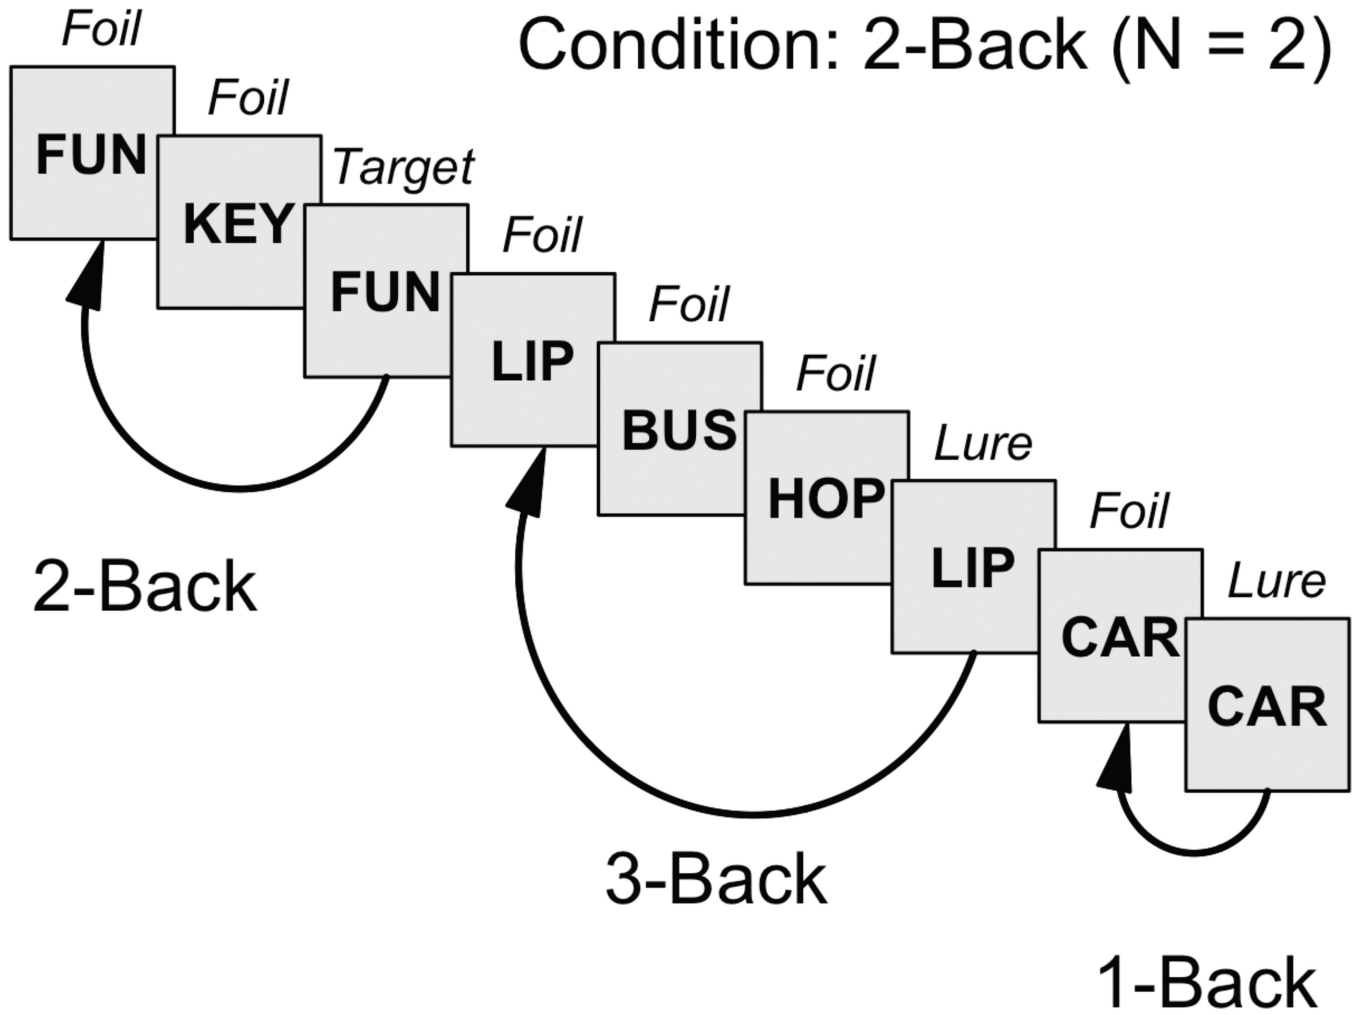 Condition: 2-Back (N = 2)
Foil
FUN
Foil
KEY
Target
FUN
Foil
LIP
Foil
BUS
Foil
HOP
Lure
LIP
Foil
CAR
Lure
CAR
2-Back
3-Back
1-Back